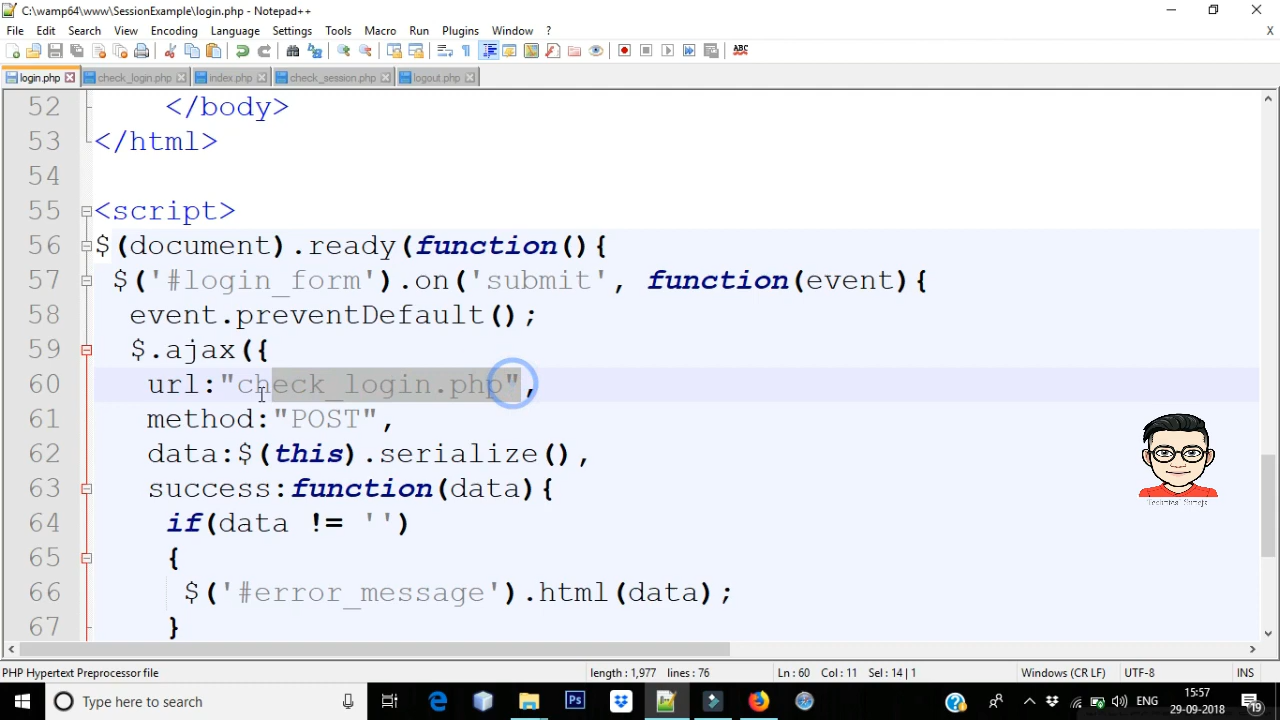 C:\wamp64\www\SessionExample\login.php - Notepad++
File Edit Search View Encoding Language Settings Tools Macro Run Plugins Window ? X
ABC
login.php check_login.php index.php check_session.php logout.php
52 </body>
53 </html>
54
55 <script>
56 $(document).ready(function(){
57 $('#login_form').on('submit', function(event){
58 event.preventDefault();
59 $.ajax({
60 url:"check_login.php",
61 method:"POST",
62 data:$(this).serialize(),
63 success:function(data){
64 if(data != '')
65 {
66 $('#error_message').html(data);
67 }
PHP Hypertext Preprocessor file length : 1,977 lines : 76 Ln : 60 Col : 11 Sel : 14 | 1 Windows (CR LF) UTF-8 INS
Type here to search Ps ENG 15:57
29-09-2018 19